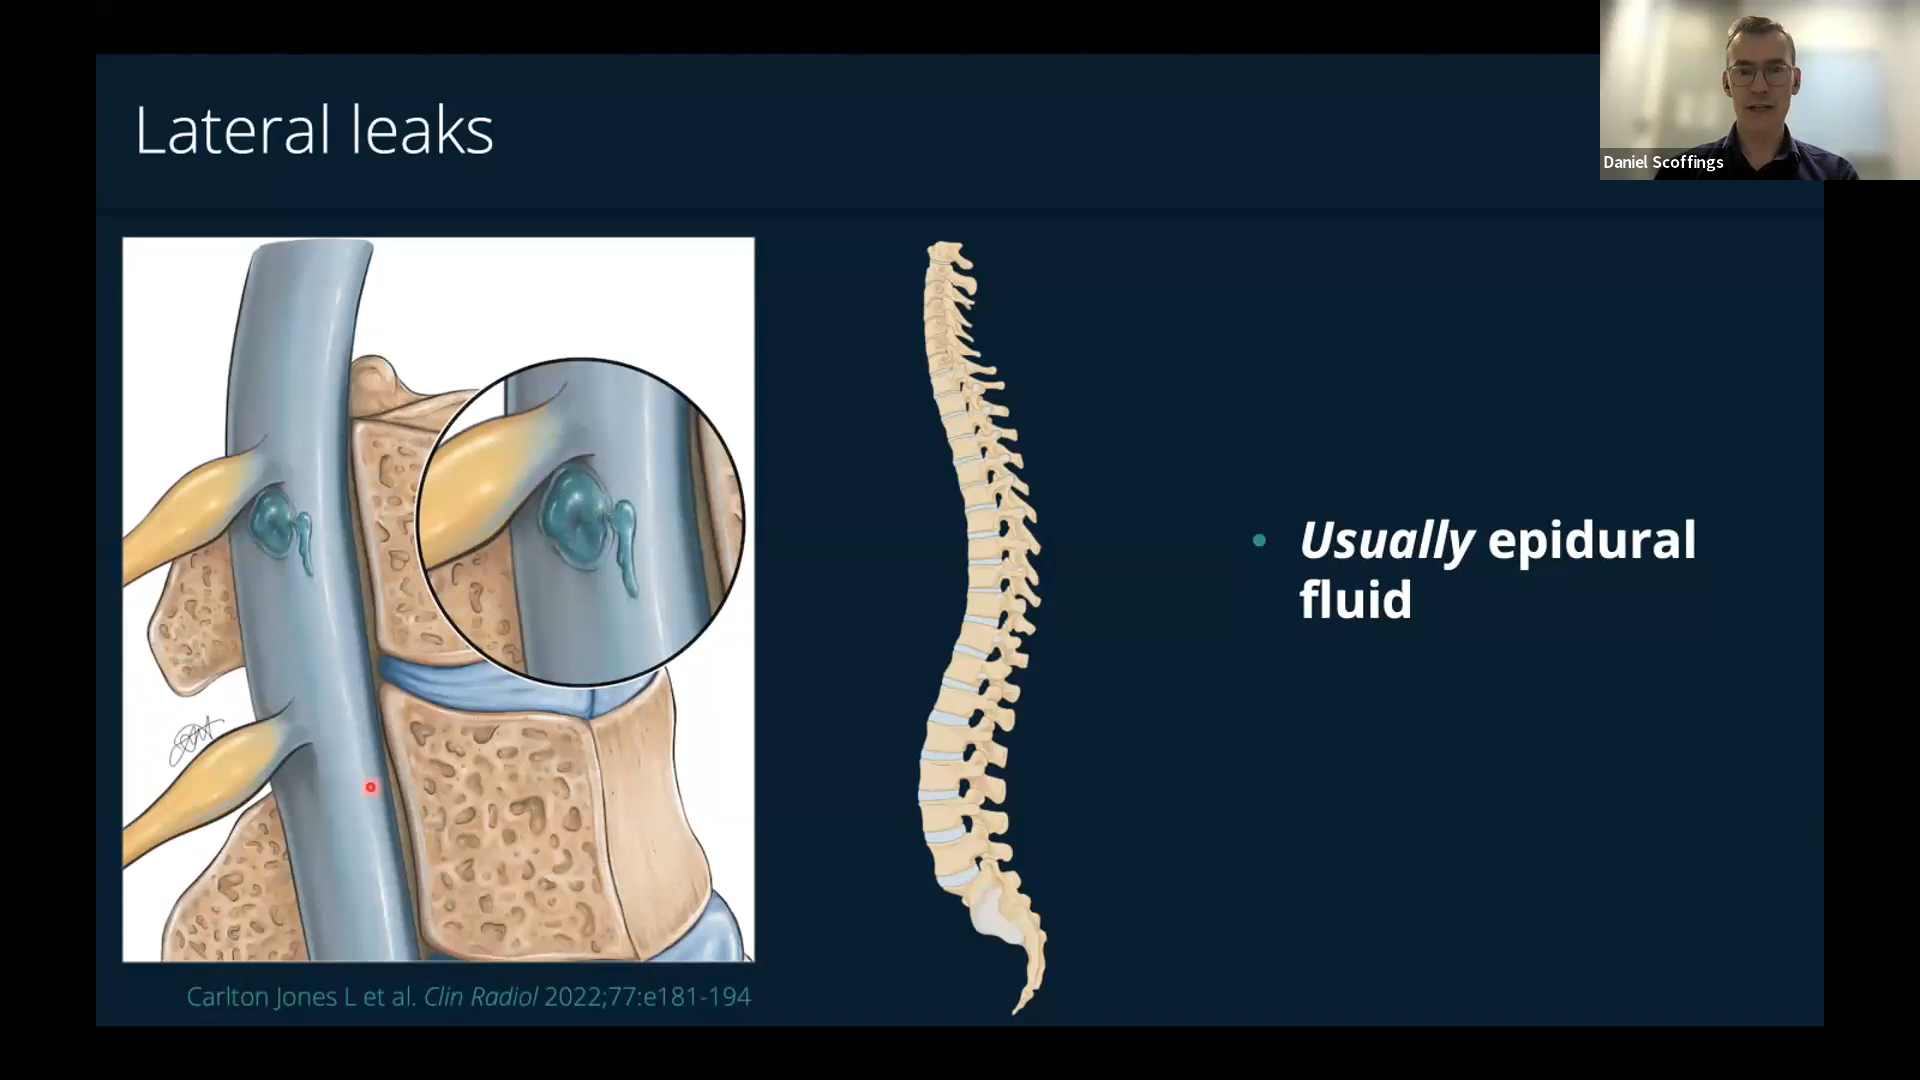 Lateral leaks
Daniel Scoffings
• Usually epidural
fluid
Carlton Jones L et al. Clin Radiol 2022;77:e181-194